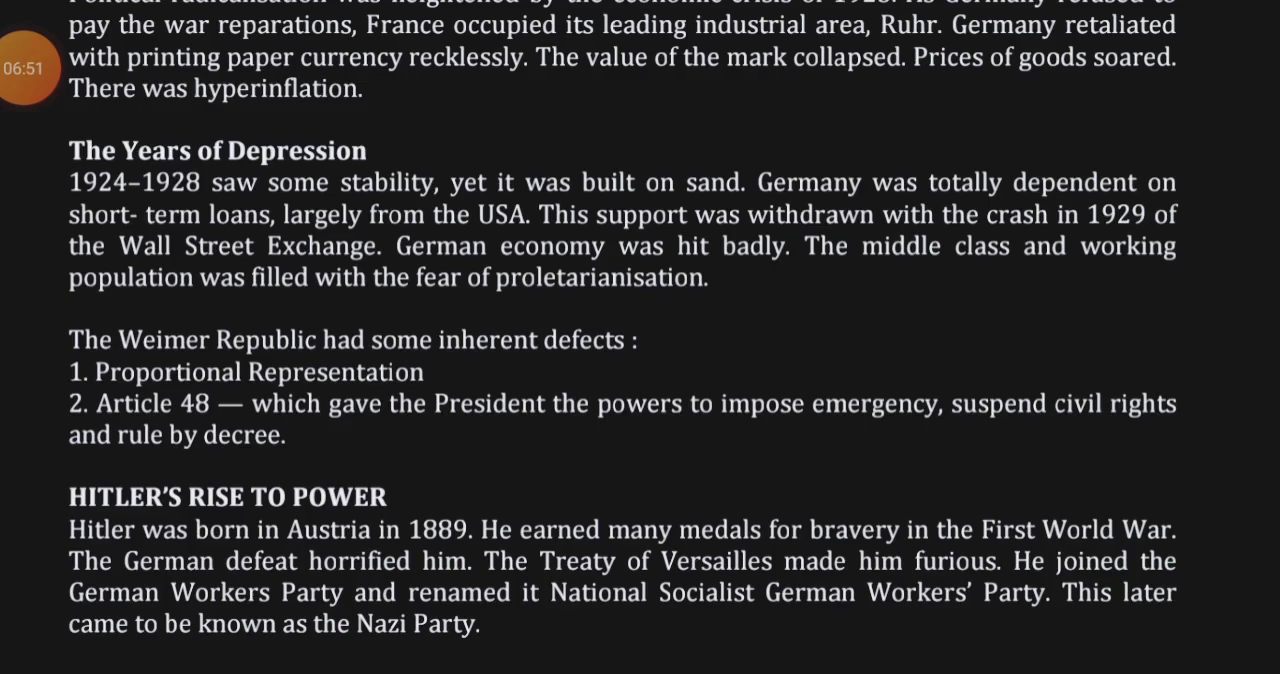 pay the war reparations, France occupied its leading industrial area, Ruhr. Germany retaliated
06:51
with printing paper currency recklessly. The value of the mark collapsed. Prices of goods soared.
There was hyperinflation.
The Years of Depression
1924–1928 saw some stability, yet it was built on sand. Germany was totally dependent on
short- term loans, largely from the USA. This support was withdrawn with the crash in 1929 of
the Wall Street Exchange. German economy was hit badly. The middle class and working
population was filled with the fear of proletarianisation.
The Weimer Republic had some inherent defects :
1. Proportional Representation
2. Article 48 — which gave the President the powers to impose emergency, suspend civil rights
and rule by decree.
HITLER’S RISE TO POWER
Hitler was born in Austria in 1889. He earned many medals for bravery in the First World War.
The German defeat horrified him. The Treaty of Versailles made him furious. He joined the
German Workers Party and renamed it National Socialist German Workers’ Party. This later
came to be known as the Nazi Party.